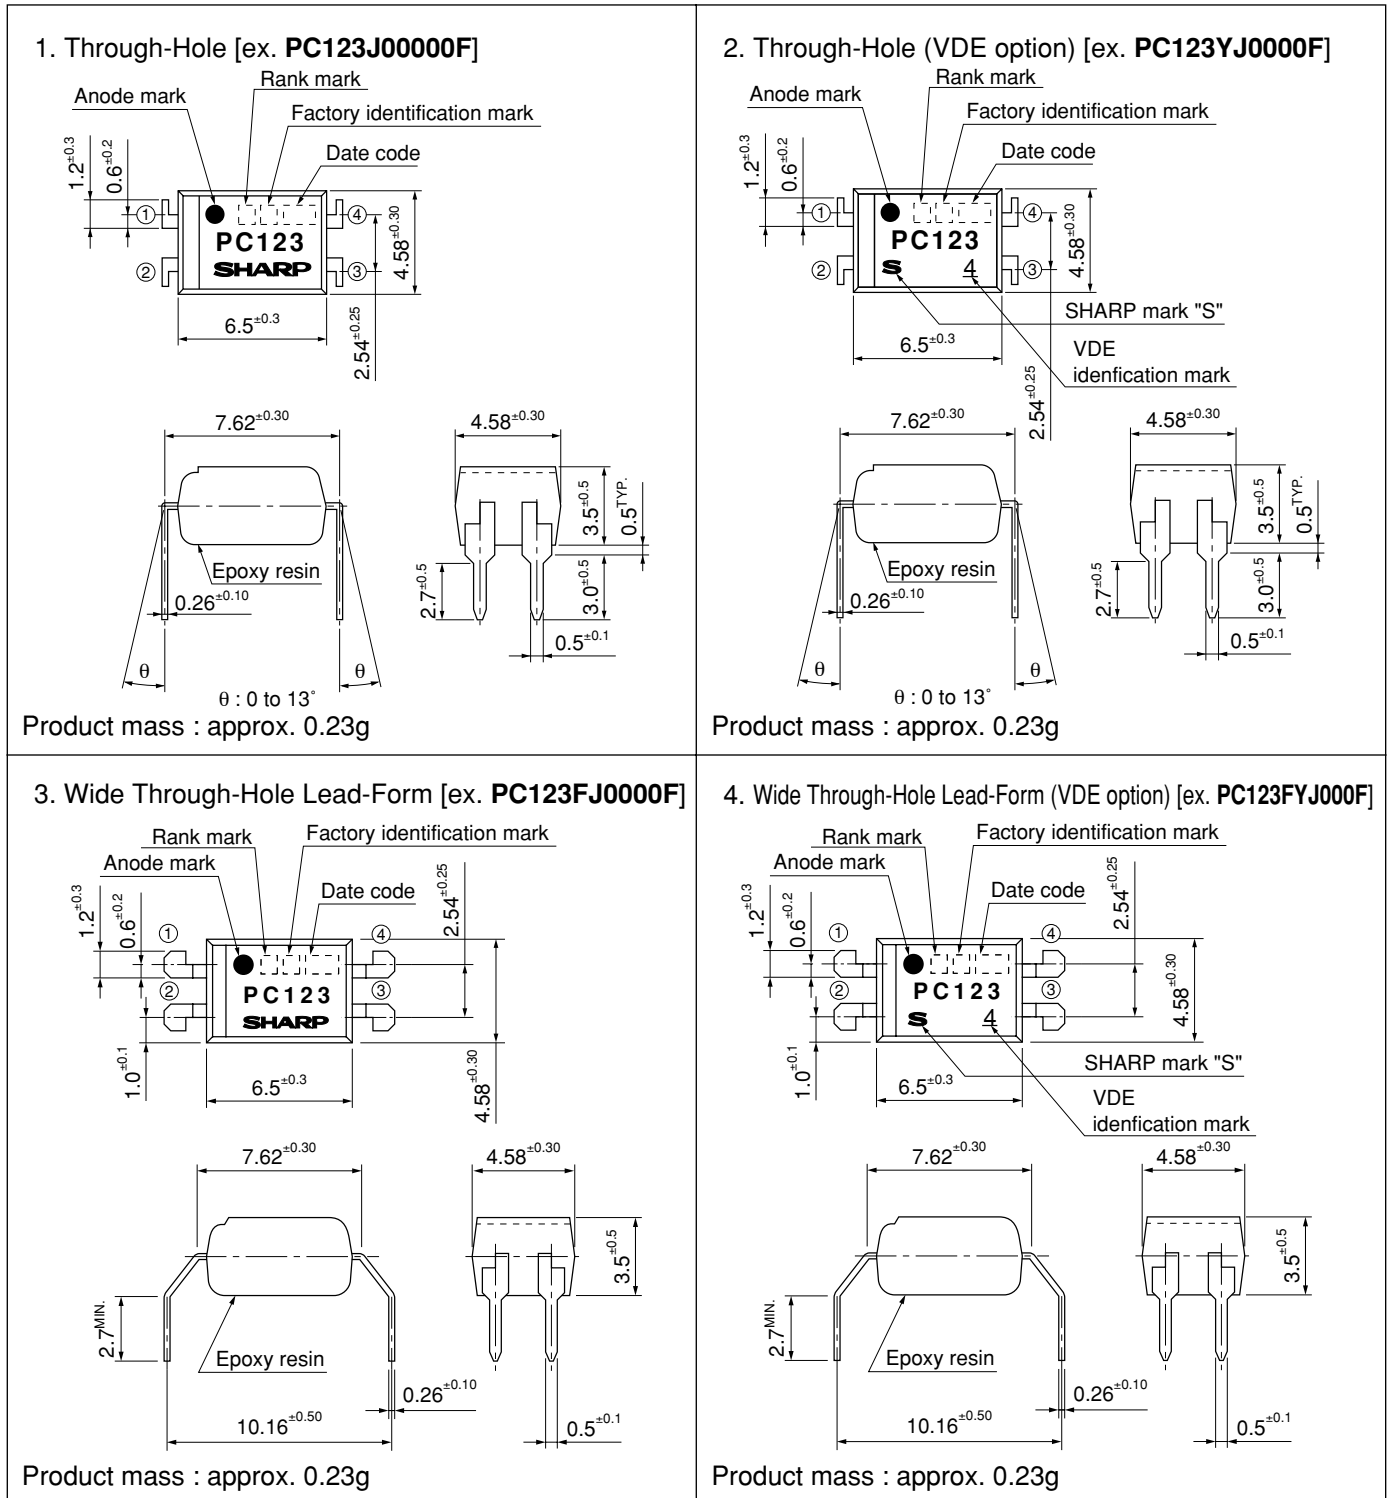 1. Through-Hole [ex. PC123J00000F]
Rank mark
Anode mark
Factory identification mark
Date code
1.2±0.3
0.6±0.2
① ④
PC123
② ③
SHARP
4.58±0.30
6.5±0.3
2.54±0.25
7.62±0.30
4.58±0.30
3.5±0.5
0.5TYP.
Epoxy resin
2.7±0.5
3.0±0.5
0.26±0.10
0.5±0.1
θ θ
θ : 0 to 13˚
Product mass : approx. 0.23g
2. Through-Hole (VDE option) [ex. PC123YJ0000F]
Rank mark
Anode mark
Factory identification mark
Date code
1.2±0.3
0.6±0.2
① ④
PC123
② ③
S 4
4.58±0.30
SHARP mark "S"
6.5±0.3
VDE
idenfication mark
2.54±0.25
7.62±0.30
4.58±0.30
3.5±0.5
0.5TYP.
Epoxy resin
2.7±0.5
3.0±0.5
0.26±0.10
0.5±0.1
θ θ
θ : 0 to 13˚
Product mass : approx. 0.23g
3. Wide Through-Hole Lead-Form [ex. PC123FJ0000F]
Rank mark
Factory identification mark
Anode mark
Date code
1.2±0.3
0.6±0.2
2.54±0.25
① ④
② ③
PC123
SHARP
1.0±0.1
6.5±0.3
4.58±0.30
7.62±0.30
4.58±0.30
3.5±0.5
2.7MIN.
Epoxy resin
0.26±0.10
10.16±0.50
0.5±0.1
Product mass : approx. 0.23g
4. Wide Through-Hole Lead-Form (VDE option) [ex. PC123FYJ000F]
Rank mark
Factory identification mark
Anode mark
Date code
1.2±0.3
0.6±0.2
2.54±0.25
① ④
② ③
PC123
S 4
4.58±0.30
1.0±0.1
SHARP mark "S"
6.5±0.3
VDE
idenfication mark
7.62±0.30
4.58±0.30
3.5±0.5
2.7MIN.
Epoxy resin
0.26±0.10
10.16±0.50
0.5±0.1
Product mass : approx. 0.23g